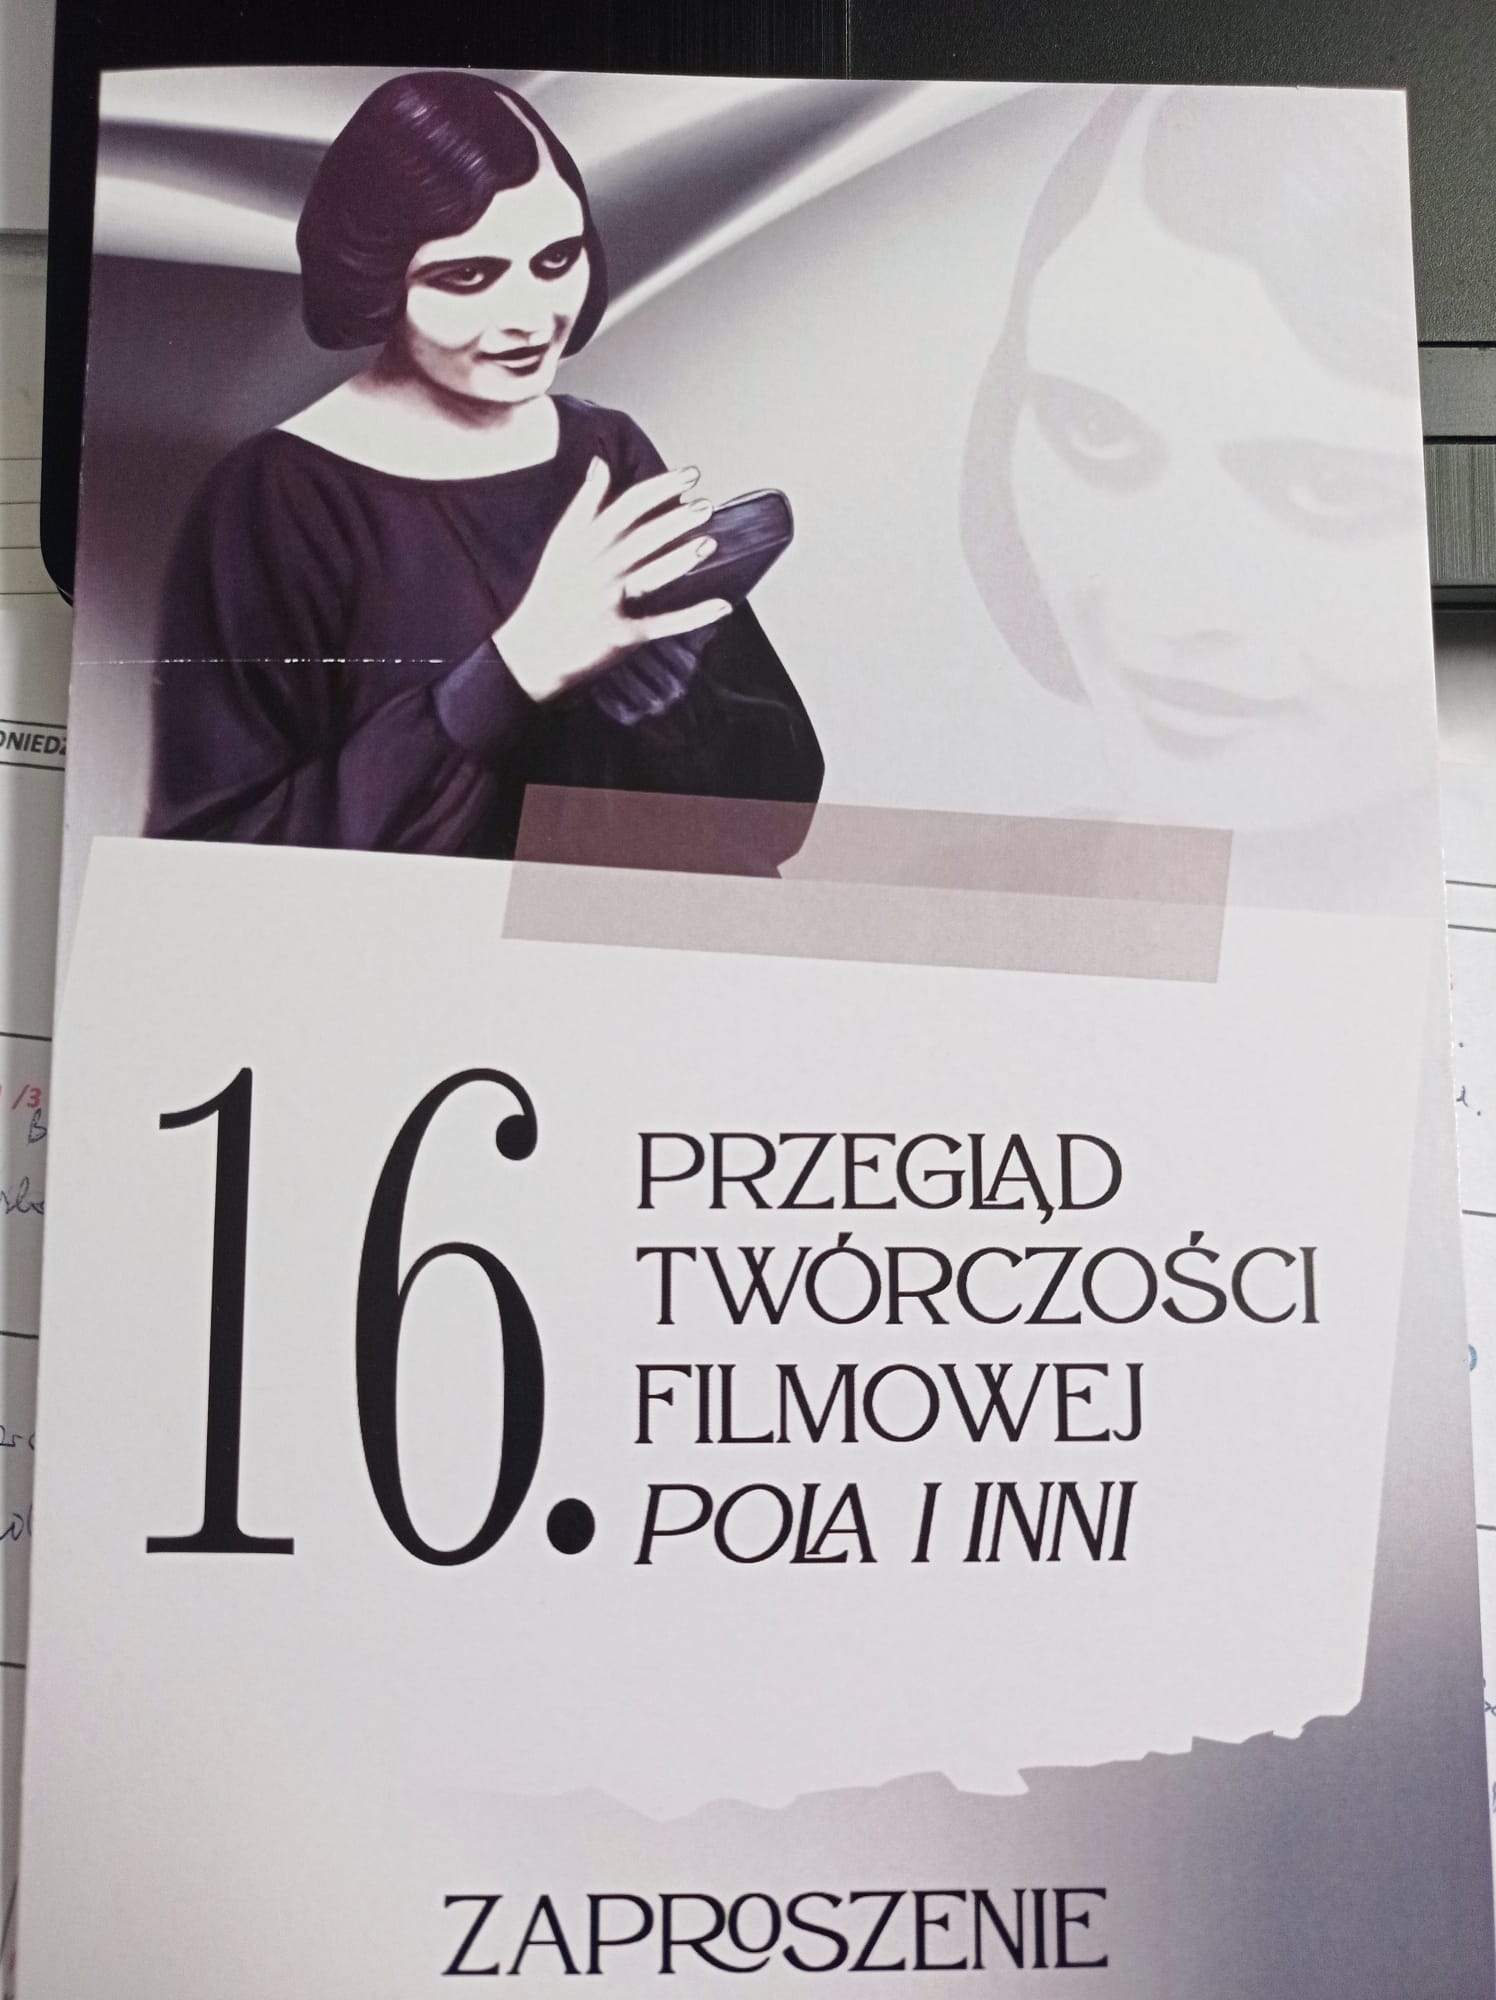 16.
PRZEGLĄD
TWÓRCZOŚCI
FILMOWEJ
POLA I INNI
ZAPROSZENIE